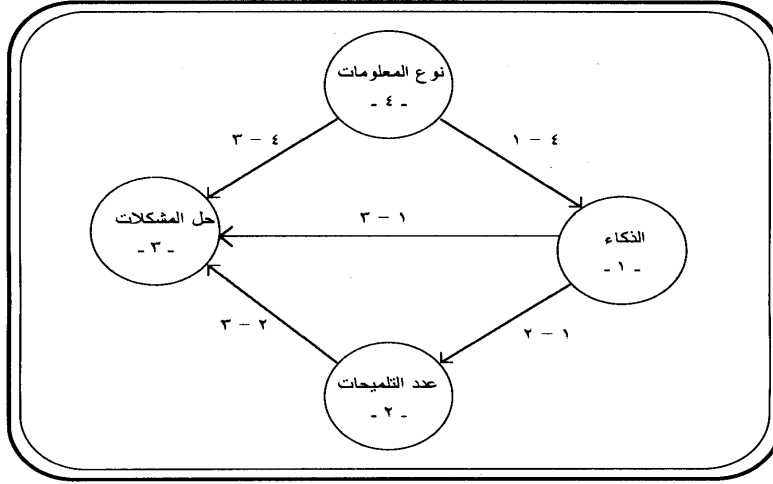 نوع المعلومات
- ٤ -
٤ - ٣
٤ - ١
حل المشكلات
- ٣ -
١ - ٣
الذكاء
- ١ -
٢ - ٣
١ - ٢
عدد التلميحات
- ٢ -